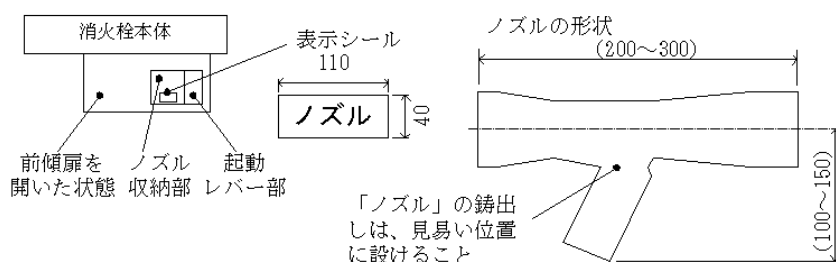 消火栓本体
表示シール
110
ノズル
40
前傾扉を
開いた状態
ノズル
収納部
起動
レバー部
ノズルの形状
(200～300)
(100～150)
「ノズル」の鋳出
しは、見易い位置
に設けること